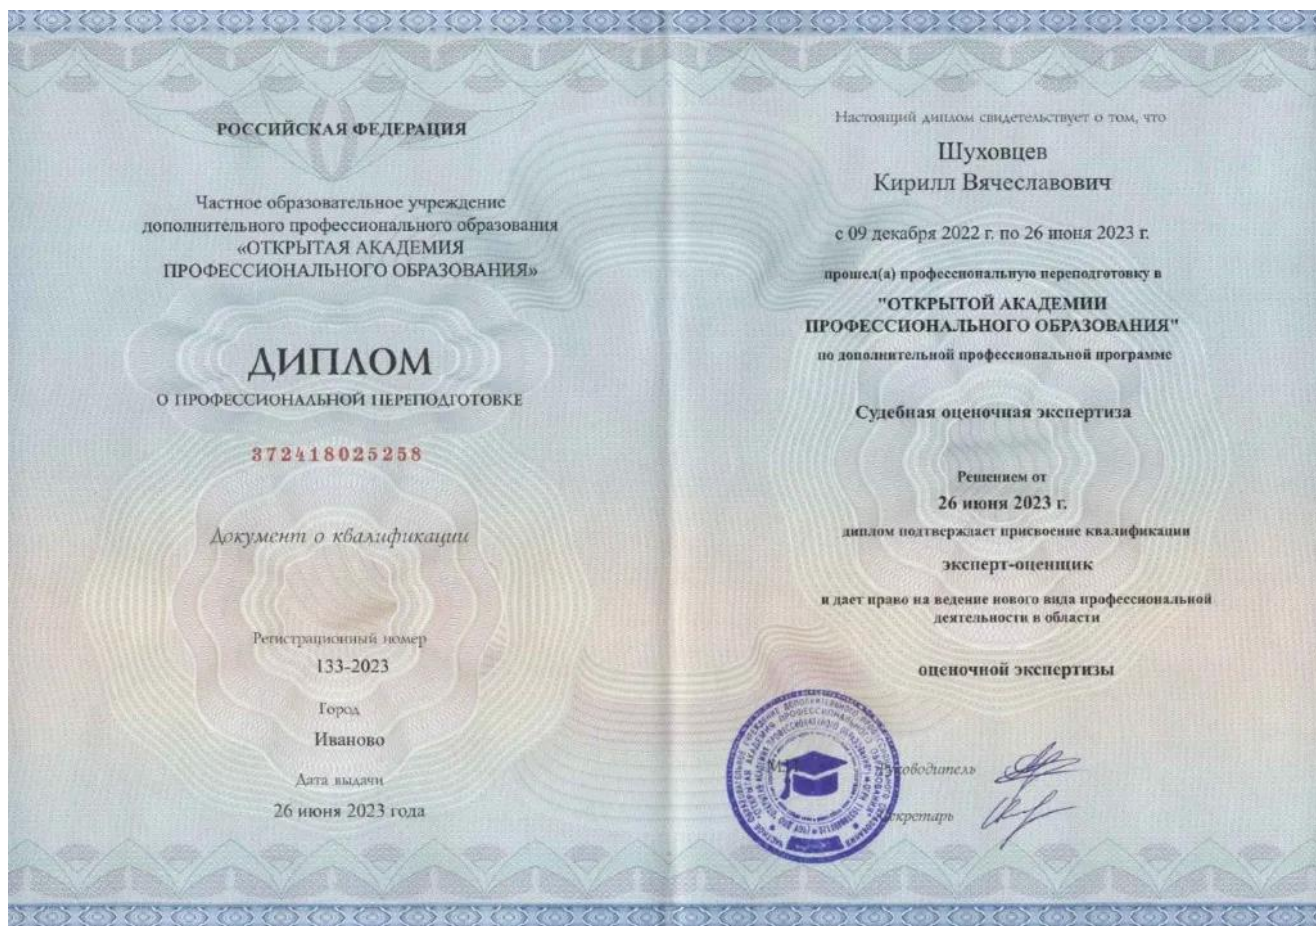 РОССИЙСКАЯ ФЕДЕРАЦИЯ
Частное образовательное учреждение
дополнительного профессионального образования
«ОТКРЫТАЯ АКАДЕМИЯ
ПРОФЕССИОНАЛЬНОГО ОБРАЗОВАНИЯ»
ДИПЛОМ
О ПРОФЕССИОНАЛЬНОЙ ПЕРЕПОДГОТОВКЕ
372418025258
Документ о квалификации
Регистрационный номер
133-2023
Город
Иваново
Дата выдачи
26 июня 2023 года
Настоящий диплом свидетельствует о том, что
Шуховцев
Кирилл Вячеславович
с 09 декабря 2022 г. по 26 июня 2023 г.
прошел(а) профессиональную переподготовку в
"ОТКРЫТОЙ АКАДЕМИИ
ПРОФЕССИОНАЛЬНОГО ОБРАЗОВАНИЯ"
по дополнительной профессиональной программе
Судебная оценочная экспертиза
Решением от
26 июня 2023 г.
диплом подтверждает присвоение квалификации
эксперт-оценщик
и дает право на ведение нового вида профессиональной
деятельности в области
оценочной экспертизы
Руководитель
Секретарь